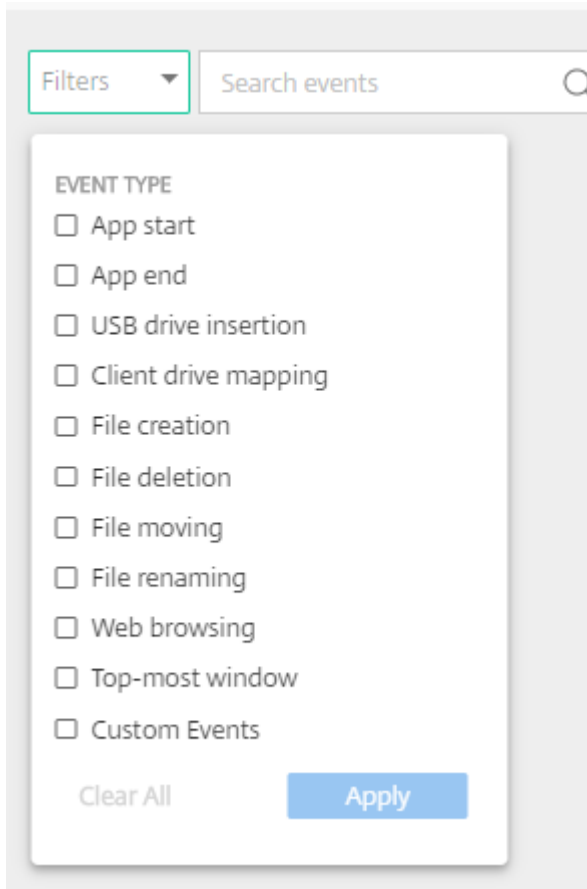 Filters
Search events
EVENT TYPE
App start
App end
USB drive insertion
Client drive mapping
File creation
File deletion
File moving
File renaming
Web browsing
Top-most window
Custom Events
Clear All
Apply